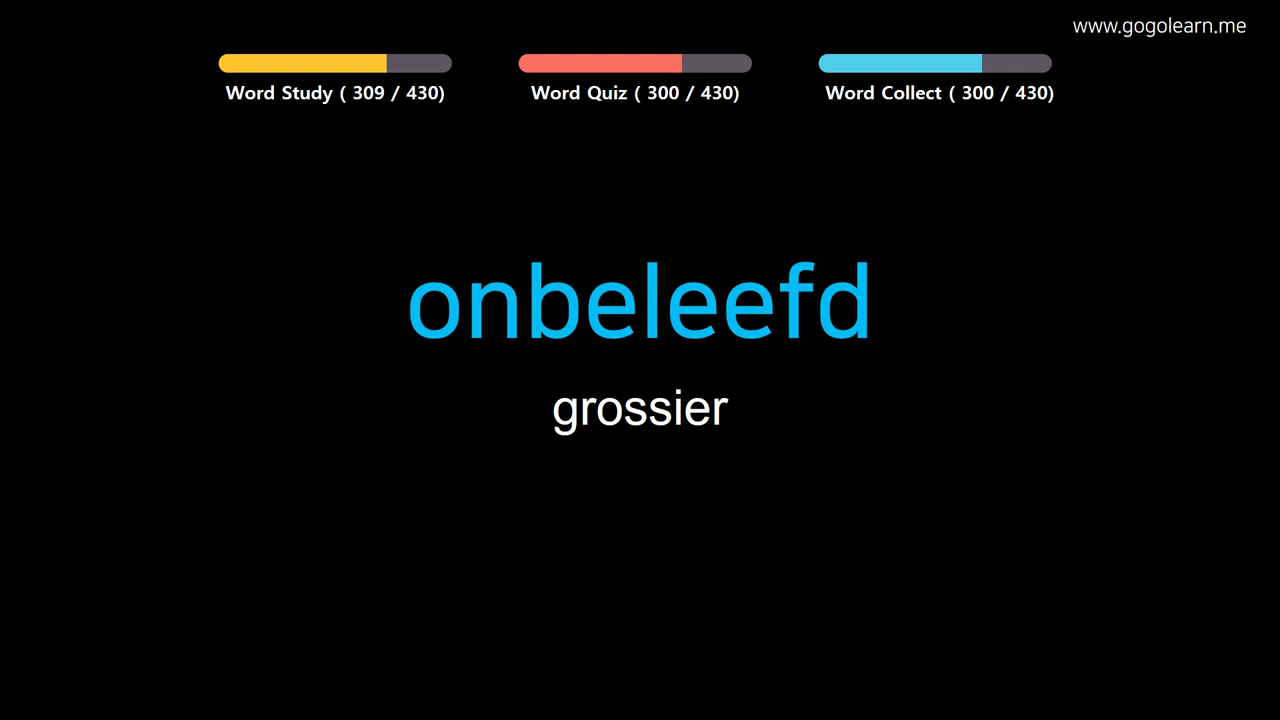 www.gogolearn.me
Word Study ( 309 / 430) Word Quiz ( 300 / 430) Word Collect ( 300 / 430)
onbeleefd
grossier